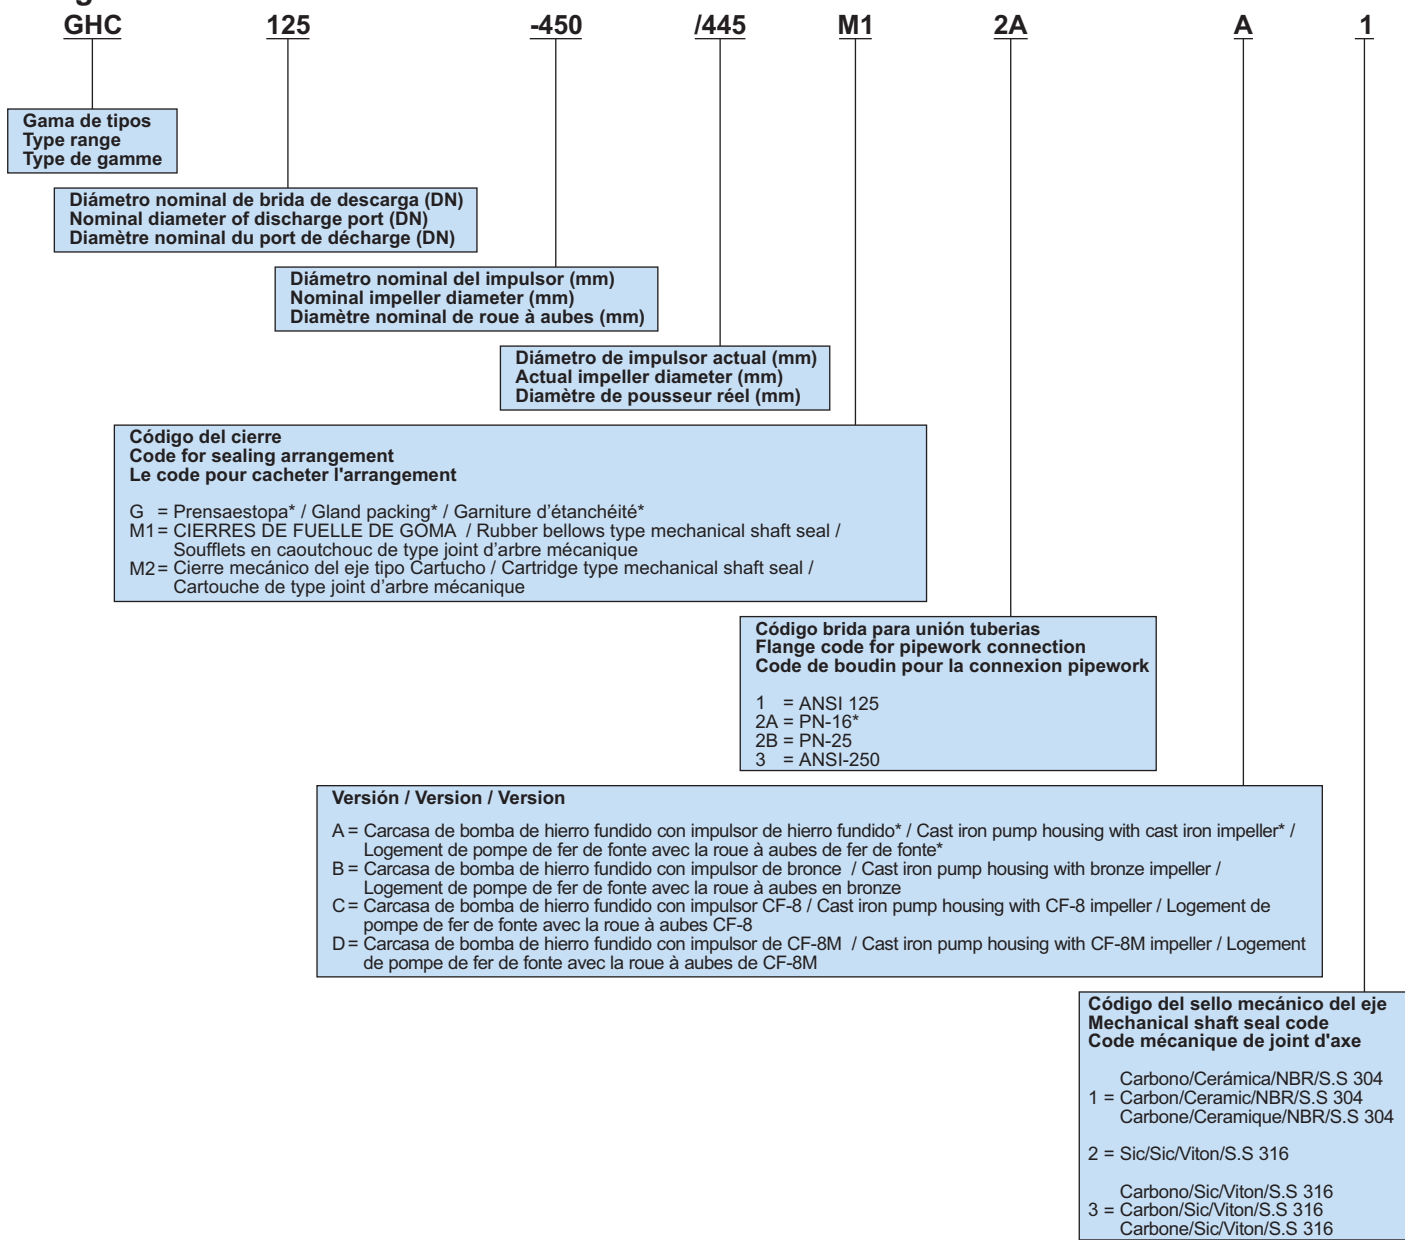 GHC 125 -450 /445 M1 2A A 1
Gama de tipos
Type range
Type de gamme
Diámetro nominal de brida de descarga (DN)
Nominal diameter of discharge port (DN)
Diamètre nominal du port de décharge (DN)
Diámetro nominal del impulsor (mm)
Nominal impeller diameter (mm)
Diamètre nominal de roue à aubes (mm)
Diámetro de impulsor actual (mm)
Actual impeller diameter (mm)
Diamètre de pousseur réel (mm)
Código del cierre
Code for sealing arrangement
Le code pour cacheter l'arrangement
G = Prensaestopa* / Gland packing* / Garniture d'étanchéité*
M1= CIERRES DE FUELLE DE GOMA / Rubber bellows type mechanical shaft seal /
Soufflets en caoutchouc de type joint d'arbre mécanique
M2= Cierre mecánico del eje tipo Cartucho / Cartridge type mechanical shaft seal /
Cartouche de type joint d'arbre mécanique
Código brida para unión tuberias
Flange code for pipework connection
Code de boudin pour la connexion pipework
1 = ANSI 125
2A = PN-16*
2B = PN-25
3 = ANSI-250
Versión / Version / Version
A = Carcasa de bomba de hierro fundido con impulsor de hierro fundido* / Cast iron pump housing with cast iron impeller* /
Logement de pompe de fer de fonte avec la roue à aubes de fer de fonte*
B = Carcasa de bomba de hierro fundido con impulsor de bronce / Cast iron pump housing with bronze impeller /
Logement de pompe de fer de fonte avec la roue à aubes en bronze
C = Carcasa de bomba de hierro fundido con impulsor CF-8 / Cast iron pump housing with CF-8 impeller / Logement de
pompe de fer de fonte avec la roue à aubes CF-8
D = Carcasa de bomba de hierro fundido con impulsor de CF-8M / Cast iron pump housing with CF-8M impeller / Logement
de pompe de fer de fonte avec la roue à aubes de CF-8M
Código del sello mecánico del eje
Mechanical shaft seal code
Code mécanique de joint d'axe
Carbono/Cerámica/NBR/S.S 304
1 = Carbon/Ceramic/NBR/S.S 304
Carbone/Ceramique/NBR/S.S 304
2 = Sic/Sic/Viton/S.S 316
Carbono/Sic/Viton/S.S 316
3 = Carbon/Sic/Viton/S.S 316
Carbone/Sic/Viton/S.S 316